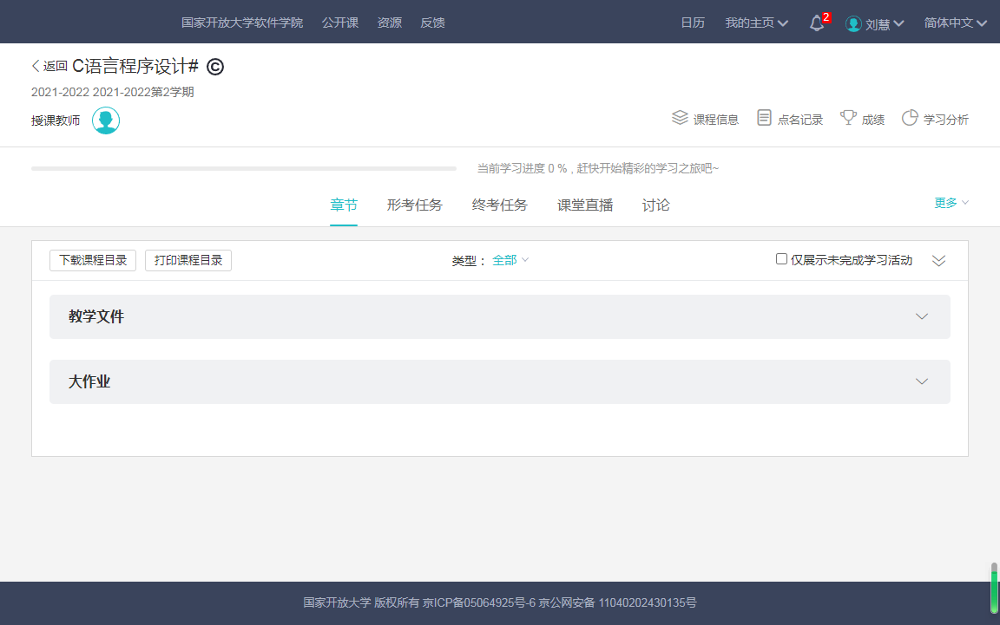 国家开放大学软件学院 公开课 资源 反馈 日历 我的主页 2 刘慧 简体中文
返回 C语言程序设计# ©
2021-2022 2021-2022第2学期
授课教师 课程信息 点名记录 成绩 学习分析
当前学习进度 0 % , 赶快开始精彩的学习之旅吧~
章节 形考任务 终考任务 课堂直播 讨论 更多
下载课程目录 打印课程目录 类型： 全部 仅展示未完成学习活动
教学文件
大作业
国家开放大学 版权所有 京ICP备05064925号-6 京公网安备 11040202430135号